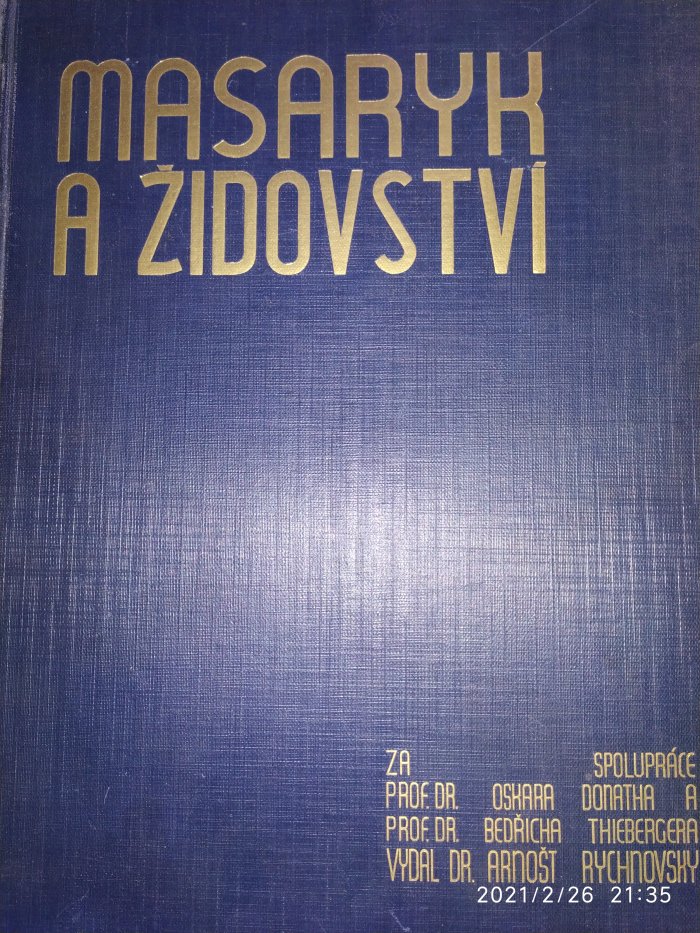 MASARYK
A ŽIDOVSTVÍ
ZA SPOLUPRÁCE
PROF. DR. OSKARA DONATHA A
PROF. DR. BEDŘICHA THIEBERGERA
VYDAL DR. ARNOŠT RYCHNOVSKY
2021/2/26 21:35